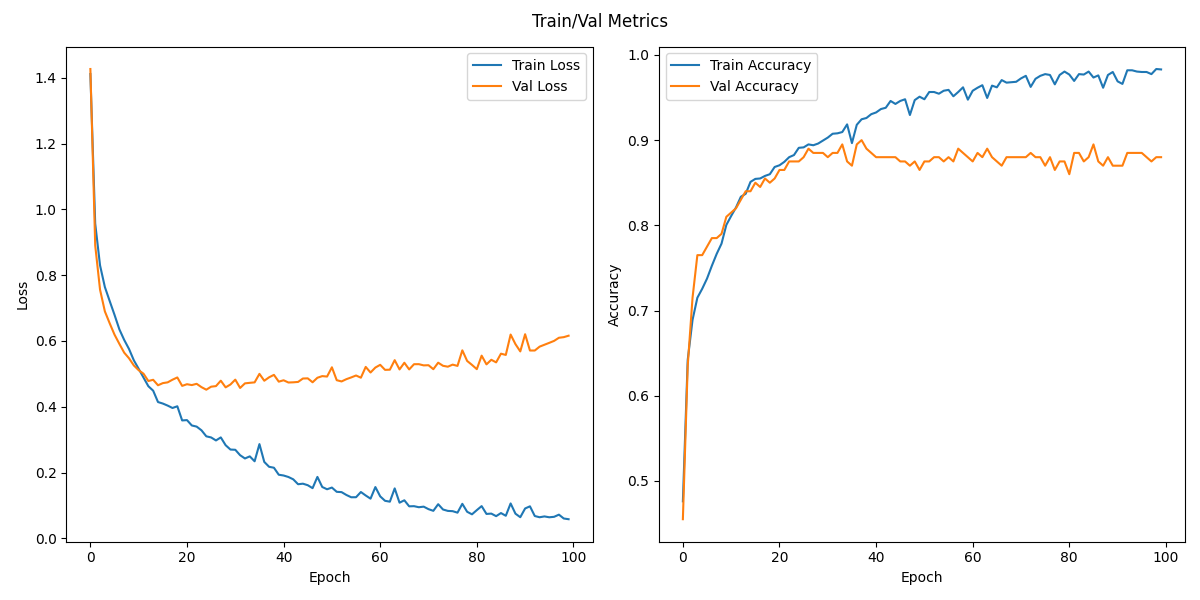 Train/Val Metrics
Train Loss
Val Loss
1.4
1.2
1.0
0.8
0.6
0.4
0.2
0.0
Loss
0
20
40
60
80
100
Epoch
Train Accuracy
Val Accuracy
1.0
0.9
0.8
0.7
0.6
0.5
Accuracy
0
20
40
60
80
100
Epoch